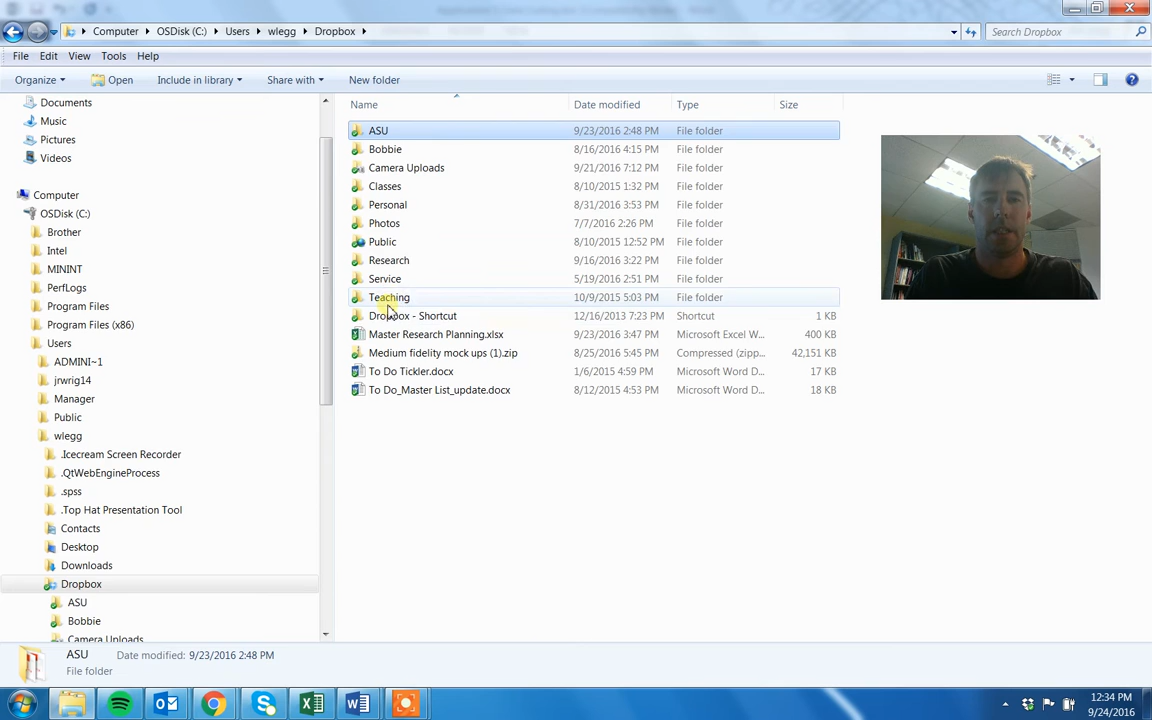 Computer OSDisk (C:) Users wlegg Dropbox Search Dropbox
File Edit View Tools Help
Organize Open Include in library Share with New folder
Documents
Music
Pictures
Videos
Computer
OSDisk (C:)
Brother
Intel
MININT
PerfLogs
Program Files
Program Files (x86)
Users
ADMINI~1
jrwrig14
Manager
Public
wlegg
.Icecream Screen Recorder
.QtWebEngineProcess
.spss
.Top Hat Presentation Tool
Contacts
Desktop
Downloads
Dropbox
ASU
Bobbie
Camera Uploads
Name Date modified Type Size
ASU 9/23/2016 2:48 PM File folder
Bobbie 8/16/2016 4:15 PM File folder
Camera Uploads 9/21/2016 7:12 PM File folder
Classes 8/10/2015 1:32 PM File folder
Personal 8/31/2016 3:53 PM File folder
Photos 7/7/2016 2:26 PM File folder
Public 8/10/2015 12:52 PM File folder
Research 9/16/2016 3:22 PM File folder
Service 5/19/2016 2:51 PM File folder
Teaching 10/9/2015 5:03 PM File folder
Dropbox - Shortcut 12/16/2013 7:23 PM Shortcut 1 KB
Master Research Planning.xlsx 9/23/2016 3:47 PM Microsoft Excel W... 400 KB
Medium fidelity mock ups (1).zip 8/25/2016 5:45 PM Compressed (zipp... 42,151 KB
To Do Tickler.docx 1/6/2015 4:59 PM Microsoft Word D... 17 KB
To Do_Master List_update.docx 8/12/2015 4:53 PM Microsoft Word D... 18 KB
ASU Date modified: 9/23/2016 2:48 PM
File folder
12:34 PM
9/24/2016